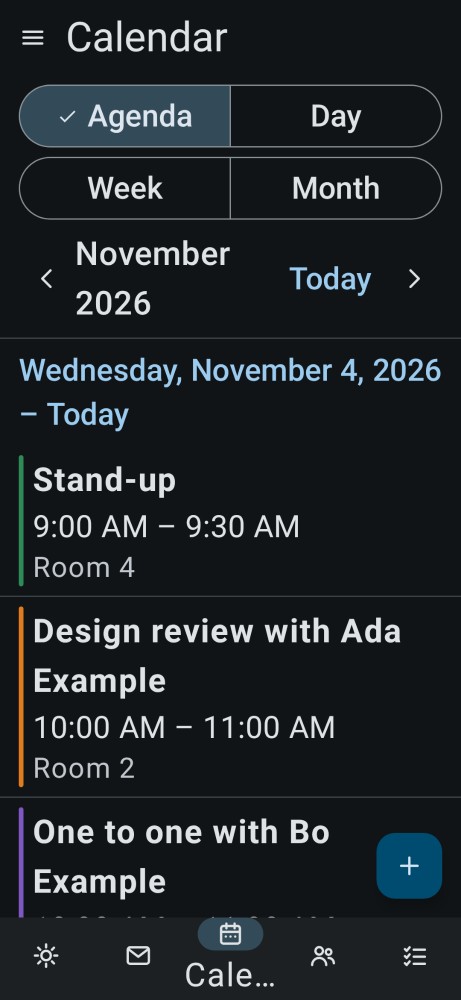 Calendar
Agenda
Day
Week
Month
November
2026
Today
Wednesday, November 4, 2026
– Today
Stand-up
9:00 AM – 9:30 AM
Room 4
Design review with Ada
Example
10:00 AM – 11:00 AM
Room 2
One to one with Bo
Example
Cale…